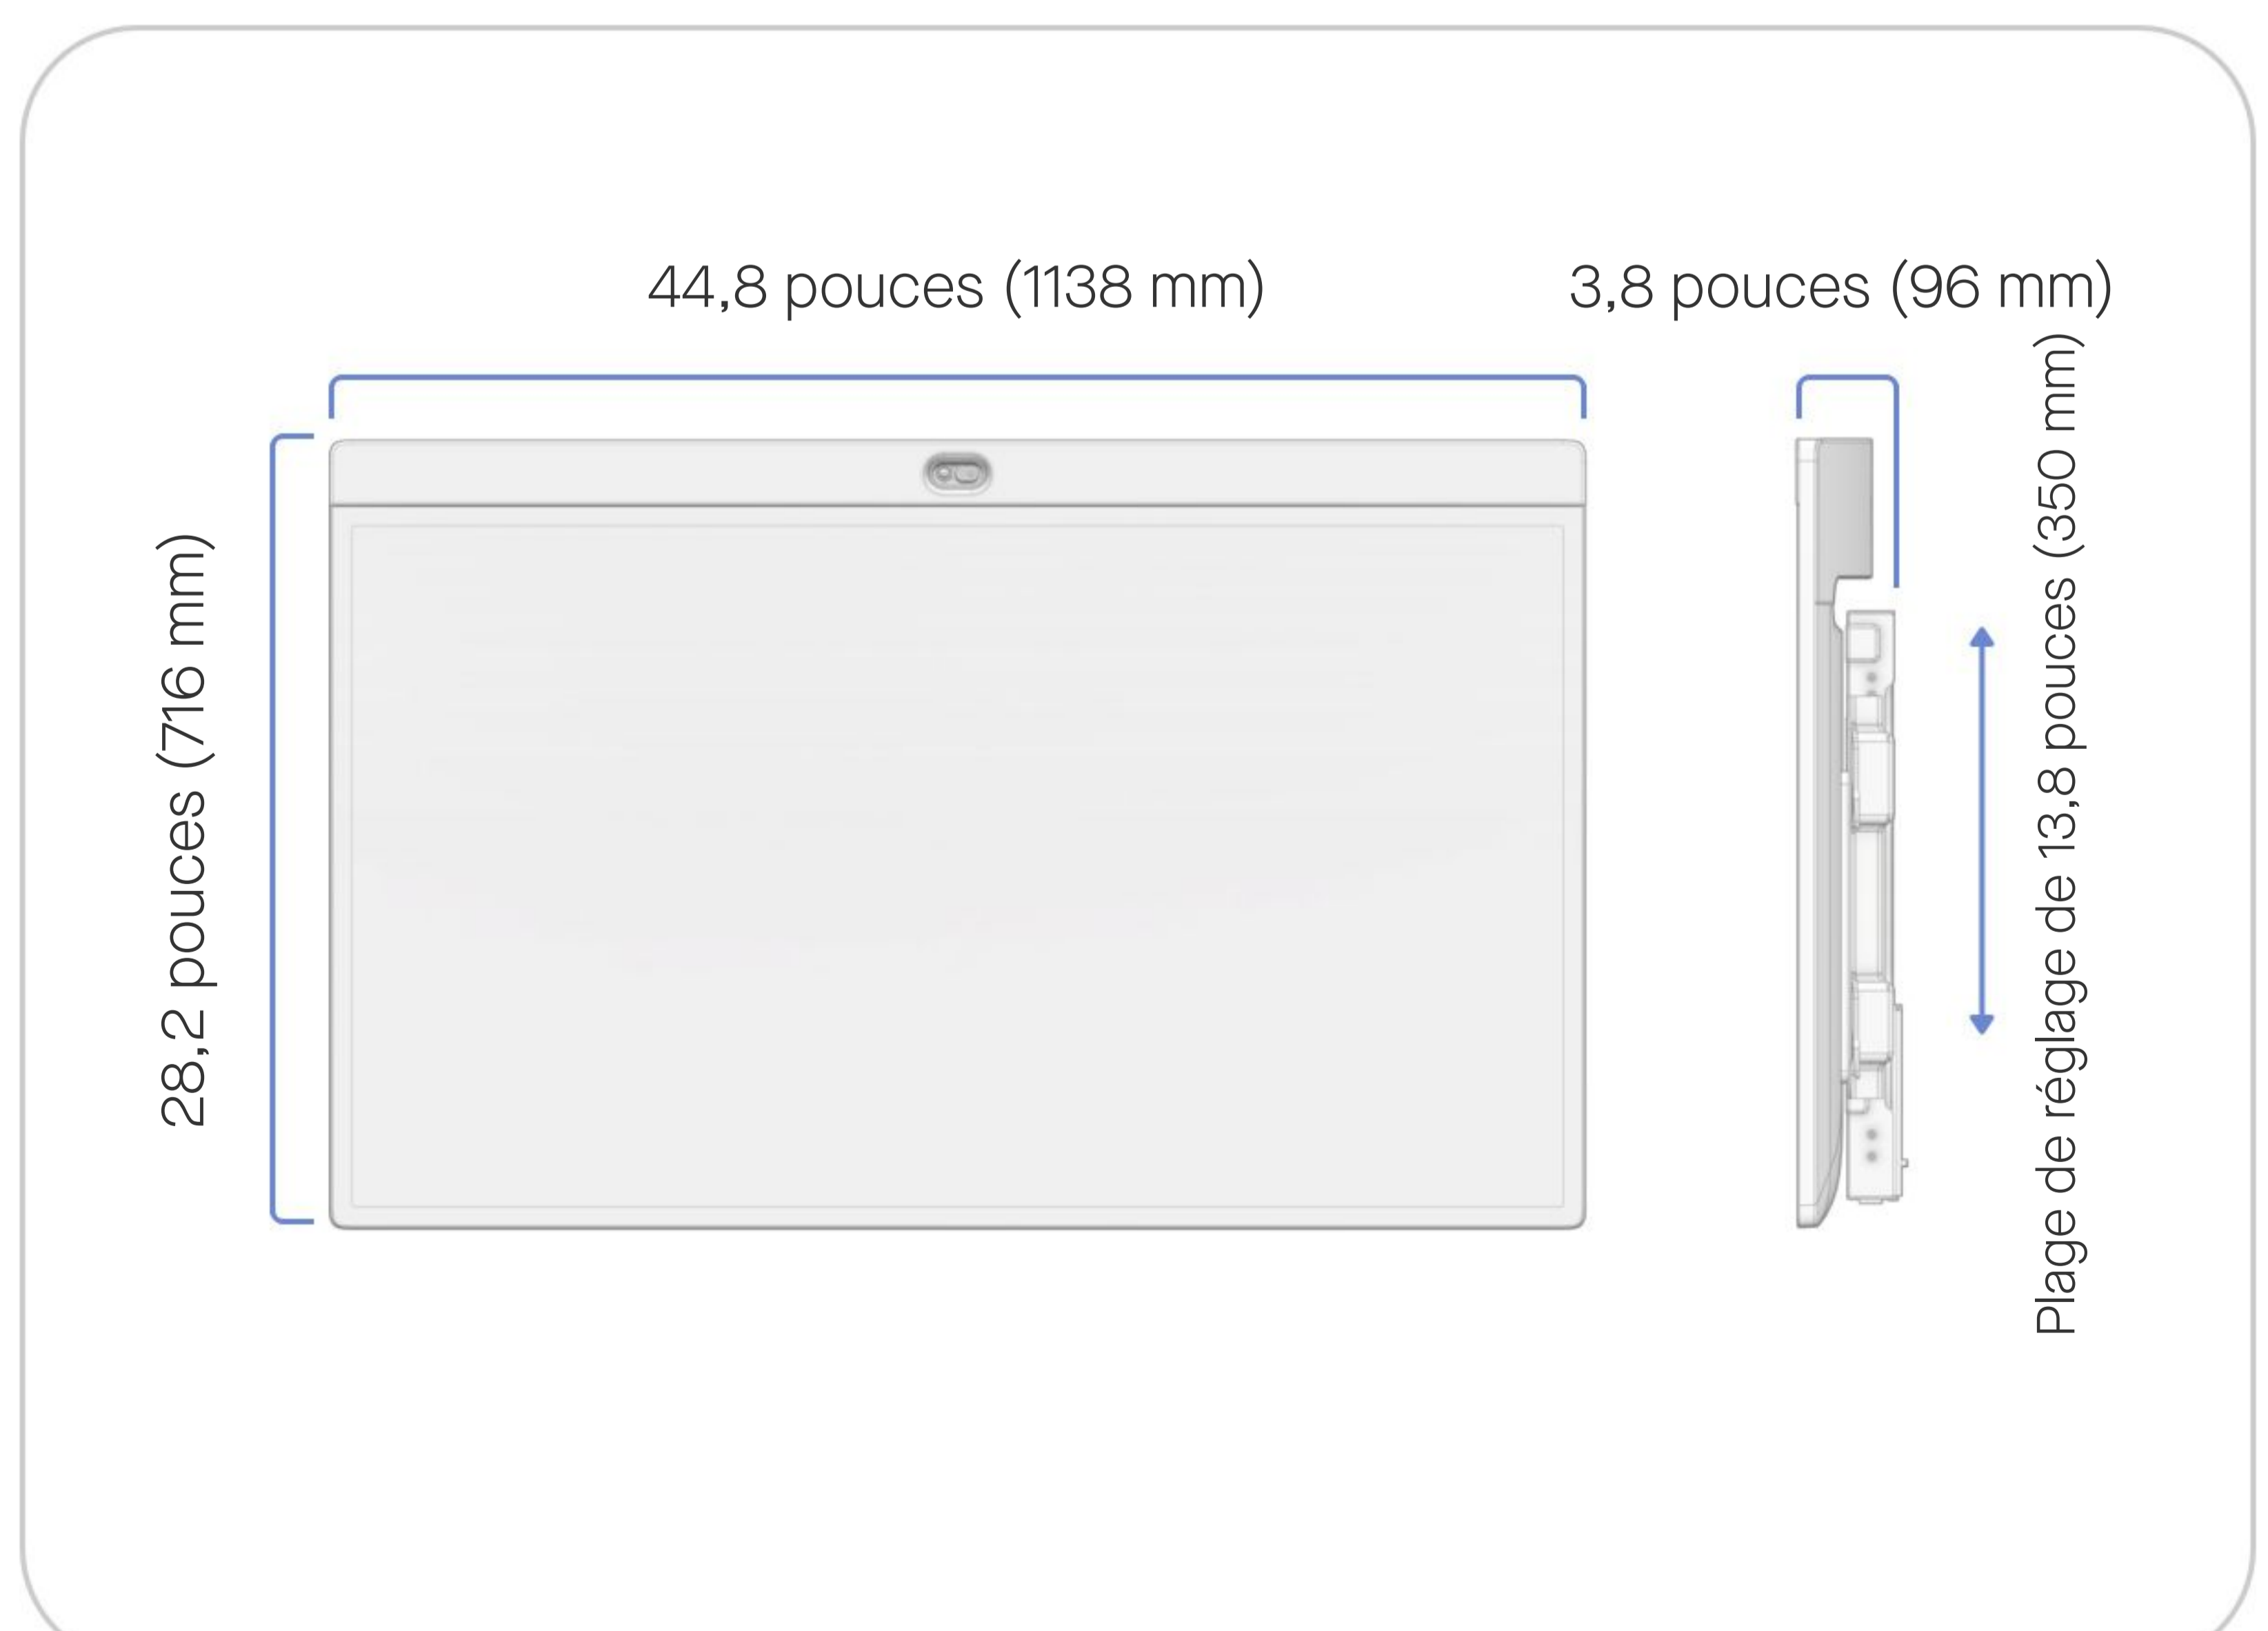 44,8 pouces (1138 mm)
3,8 pouces (96 mm)
28,2 pouces (716 mm)
Plage de réglage de 13,8 pouces (350 mm)